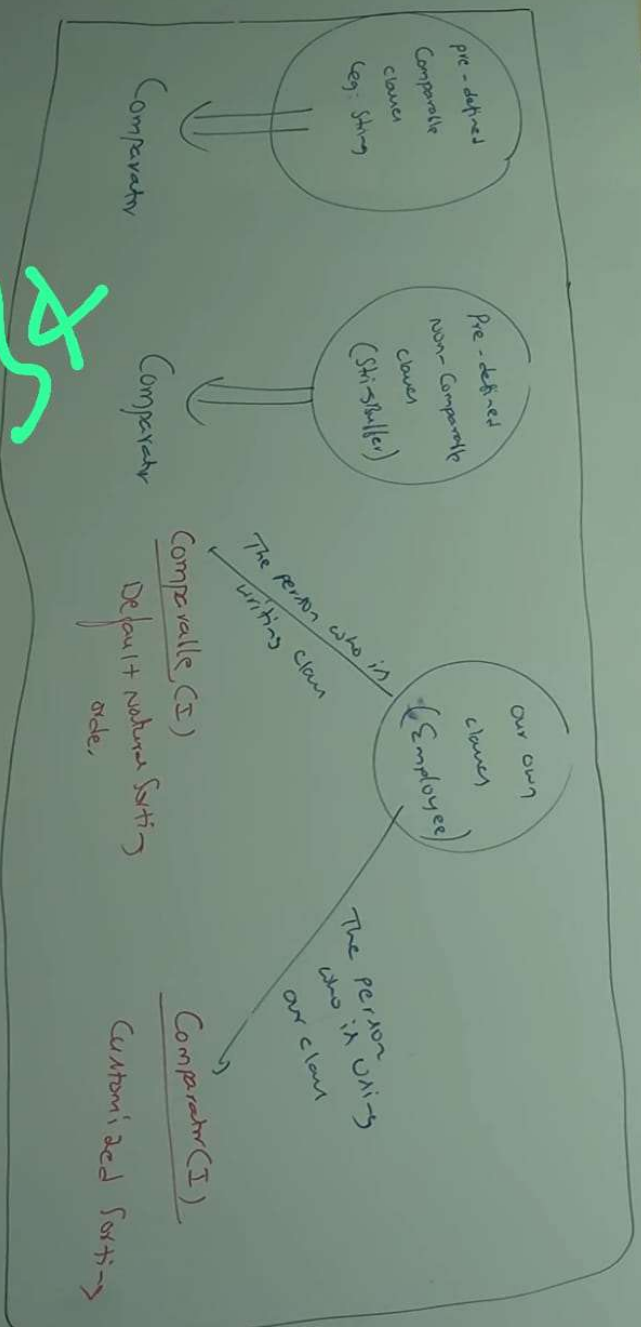 pre-defined
Comparable
classes
(eg: String
Comparator
Pre-defined
non-Comparable
classes
(StringBuffer)
Comparator
our own
classes
(Employee)
The person who is
writing class
Comparable (I)
Default natural sorting
order.
The person
who is using
our class
Comparator (I)
Customized Sorting